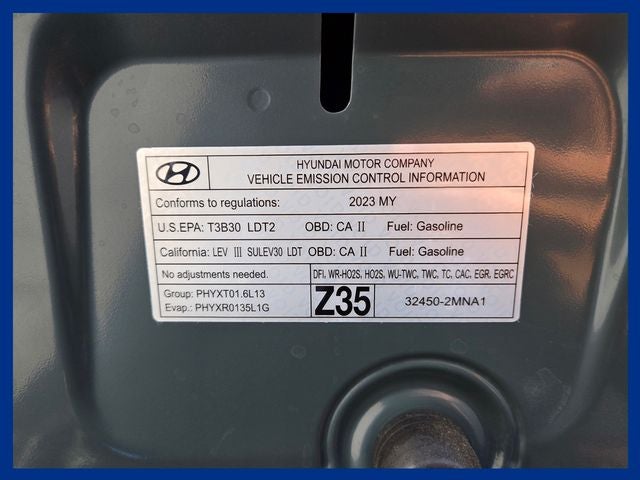 HYUNDAI MOTOR COMPANY
VEHICLE EMISSION CONTROL INFORMATION
Conforms to regulations: 2023 MY
U.S.EPA: T3B30 LDT2 OBD: CA II Fuel: Gasoline
California: LEV III SULEV30 LDT OBD: CA II Fuel: Gasoline
No adjustments needed. DFI, WR-HO2S, HO2S, WU-TWC, TWC, TC, CAC, EGR, EGRC
Group: PHYXT01.6L13
Evap.: PHYXR0135L1G
Z35 32450-2MNA1